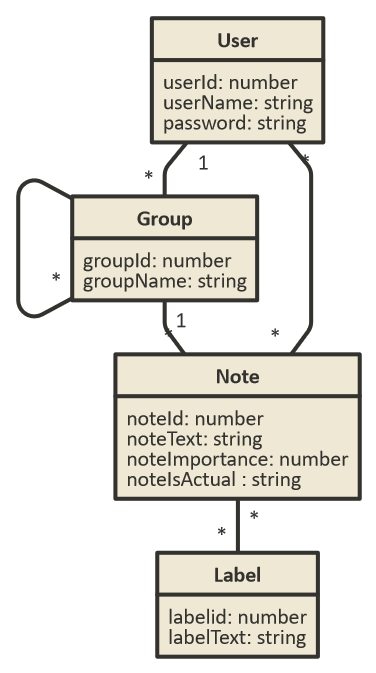 User
userId: number
userName: string
password: string
1
*
*
Group
groupId: number
groupName: string
*
1
*
*
Note
noteId: number
noteText: string
noteImportance: number
noteIsActual : string
*
*
Label
labelid: number
labelText: string